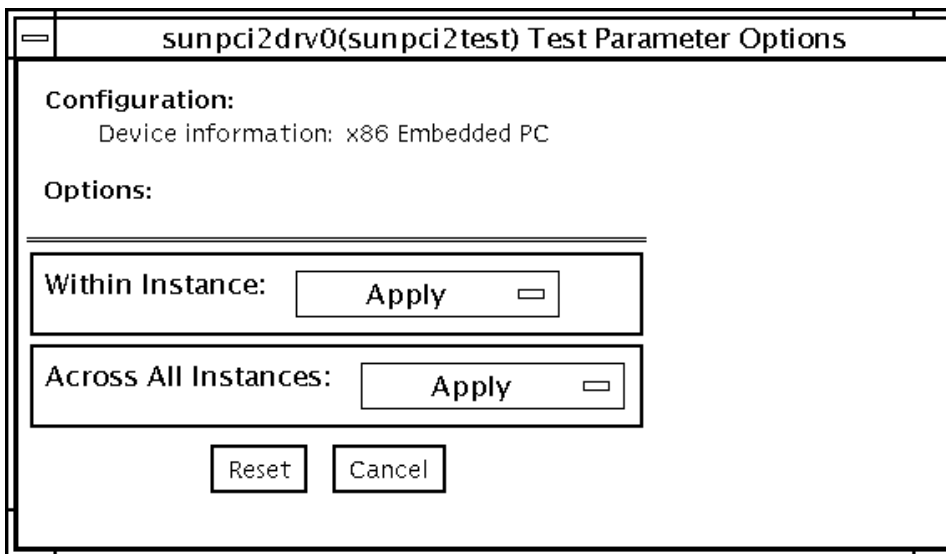 sunpci2drv0(sunpci2test) Test Parameter Options
Configuration:
Device information: x86 Embedded PC
Options:
Within Instance: Apply
Across All Instances: Apply
Reset Cancel